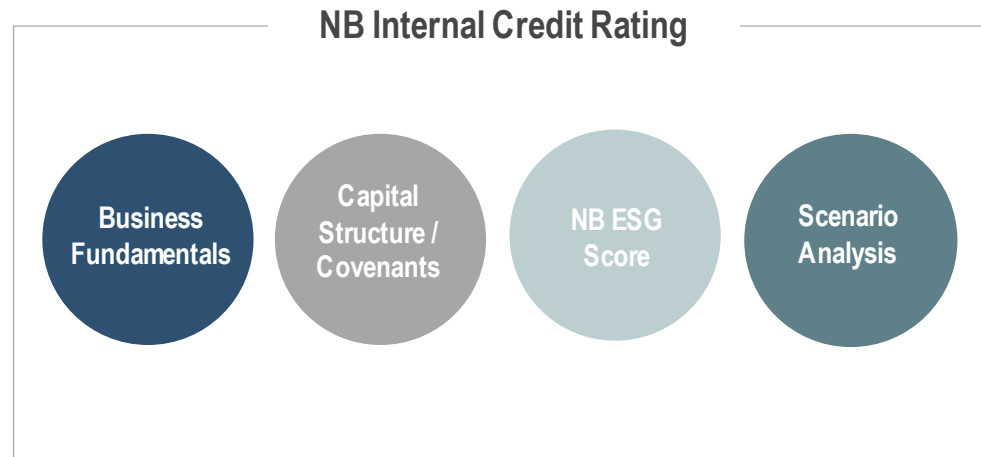 NB Internal Credit Rating
Business
Fundamentals
Capital
Structure /
Covenants
NB ESG
Score
Scenario
Analysis